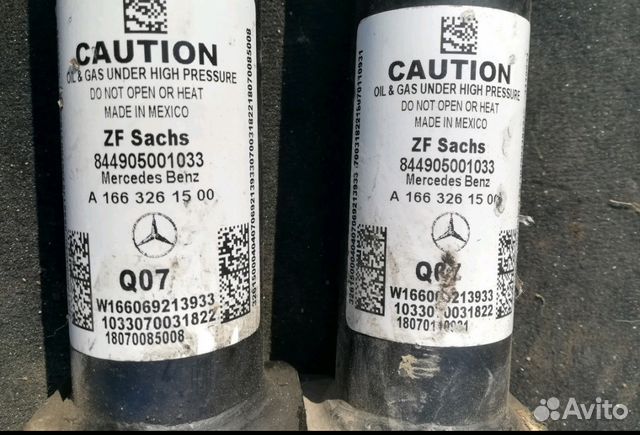 CAUTION
OIL & GAS UNDER HIGH PRESSURE
DO NOT OPEN OR HEAT
MADE IN MEXICO
ZF Sachs
844905001033
Mercedes Benz
A 166 326 15 00
Q07
W166069213933
1033070031822
18070085008
CAUTION
OIL & GAS UNDER HIGH PRESSURE
DO NOT OPEN OR HEAT
MADE IN MEXICO
ZF Sachs
844905001033
Mercedes Benz
A 166 326 15 00
Q07
W166069213933
1033070031822
Avito